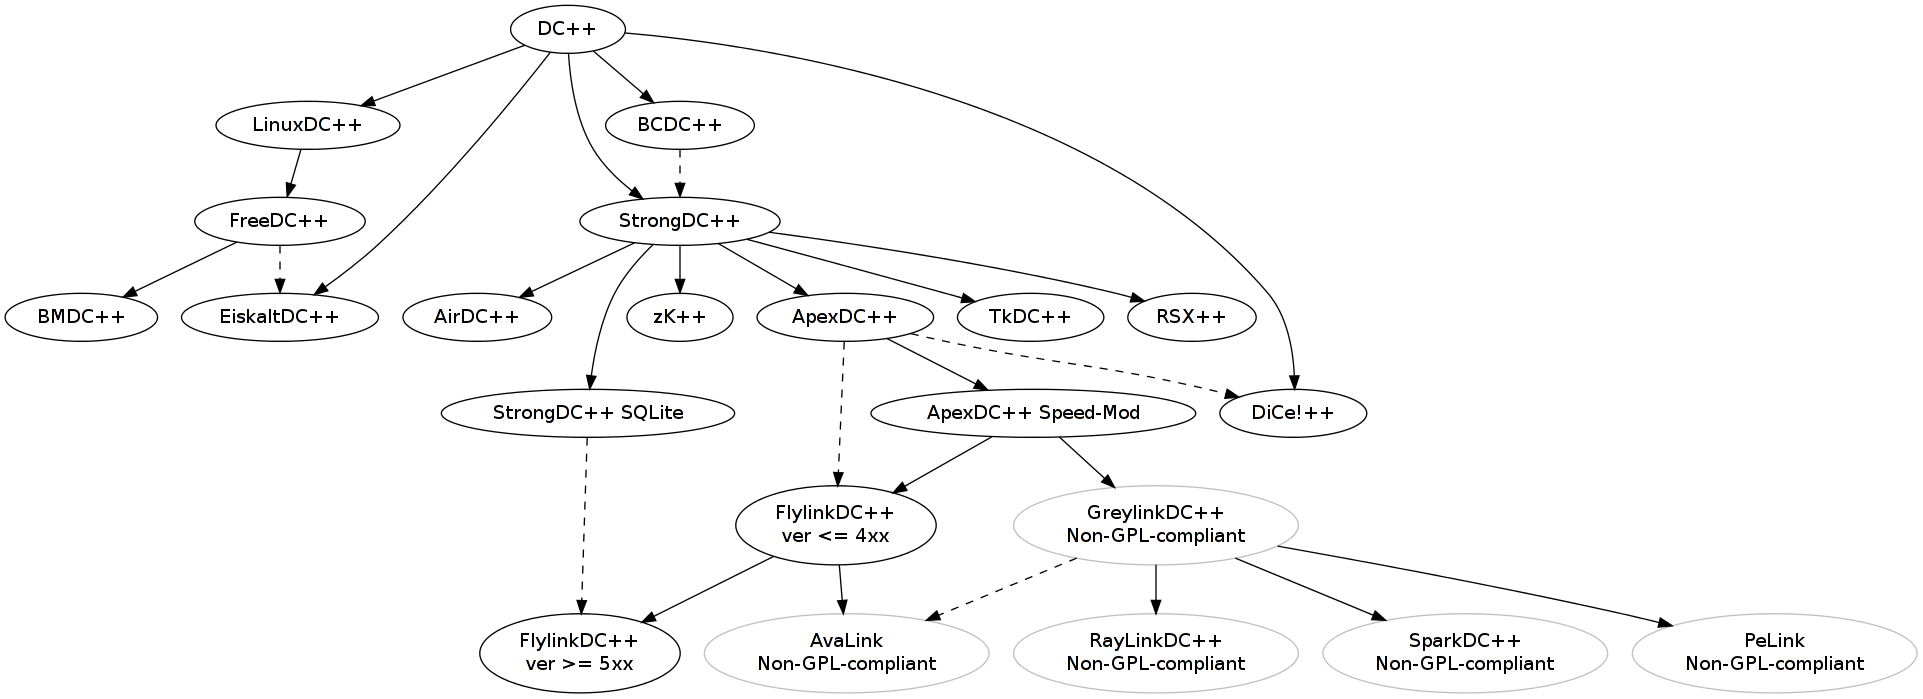 DC++
LinuxDC++
BCDC++
FreeDC++
StrongDC++
BMDC++
EiskaltDC++
AirDC++
zK++
ApexDC++
TkDC++
RSX++
StrongDC++ SQLite
ApexDC++ Speed-Mod
DiCe!++
FlylinkDC++
ver <= 4xx
GreylinkDC++
Non-GPL-compliant
FlylinkDC++
ver >= 5xx
AvaLink
Non-GPL-compliant
RayLinkDC++
Non-GPL-compliant
SparkDC++
Non-GPL-compliant
PeLink
Non-GPL-compliant